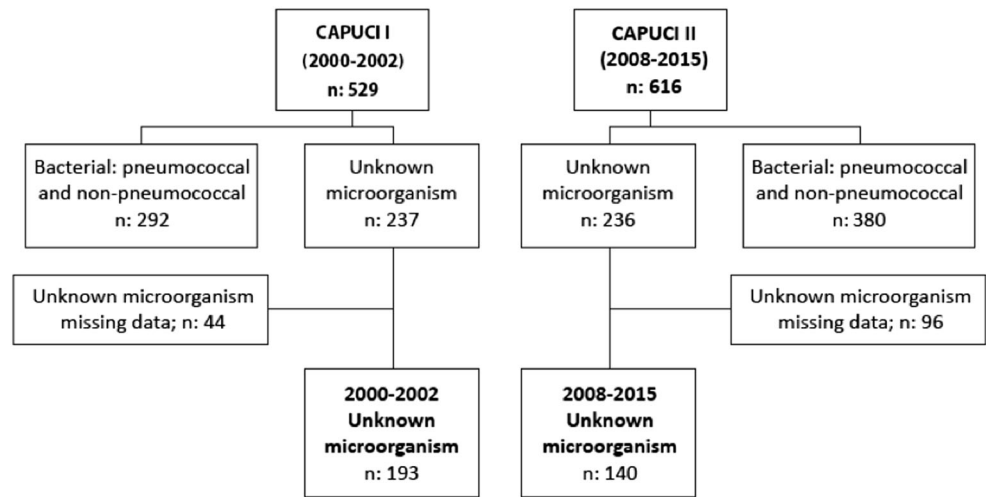 CAPUCI I
(2000-2002)
n: 529
CAPUCI II
(2008-2015)
n: 616
Bacterial: pneumococcal
and non-pneumococcal
n: 292
Unknown
microorganism
n: 237
Unknown
microorganism
n: 236
Bacterial: pneumococcal
and non-pneumococcal
n: 380
Unknown microorganism
missing data; n: 44
Unknown microorganism
missing data; n: 96
2000-2002
Unknown
microorganism
n: 193
2008-2015
Unknown
microorganism
n: 140